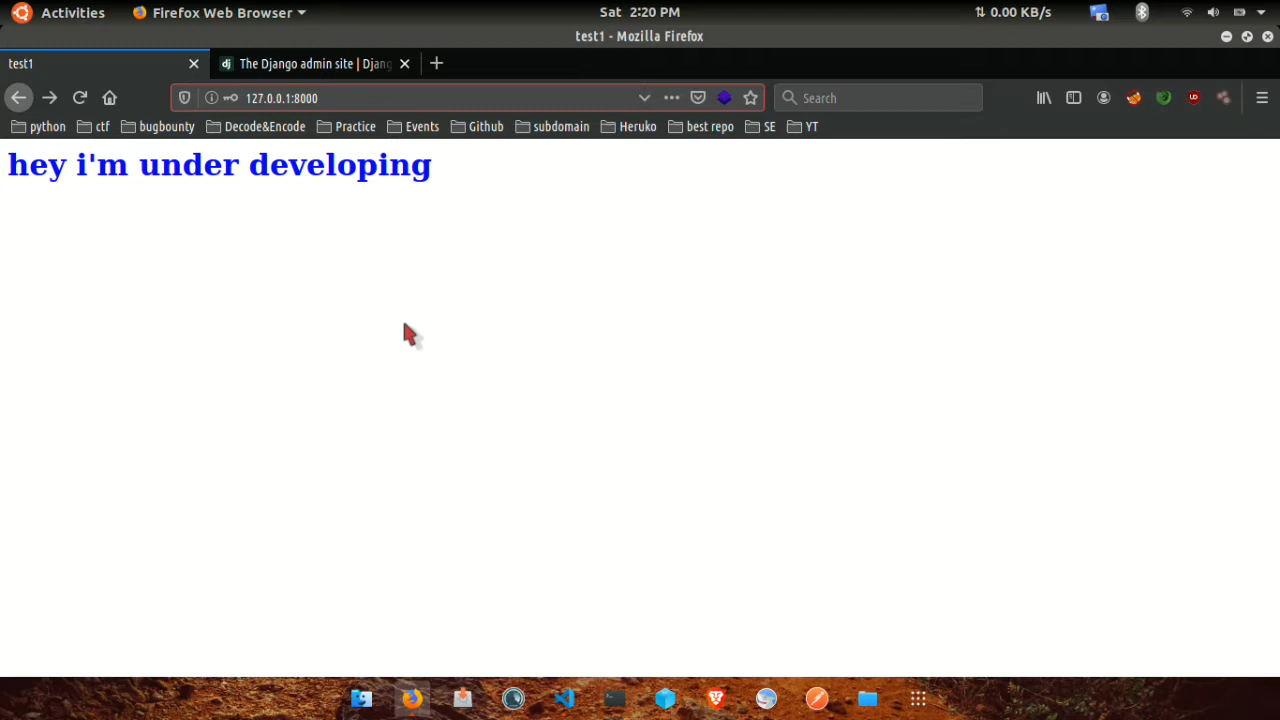 Activities Firefox Web Browser Sat 2:20 PM 0.00 KB/s
test1 - Mozilla Firefox
test1 The Django admin site | Djang
127.0.0.1:8000 Search
python ctf bugbounty Decode&Encode Practice Events Github subdomain Heruko best repo SE YT
hey i'm under developing